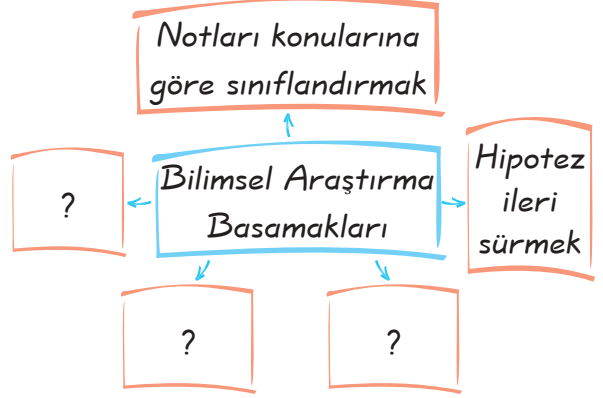 Notları konularına
göre sınıflandırmak
Bilimsel Araştırma
Basamakları
Hipotez
ileri
sürmek
?
?
?